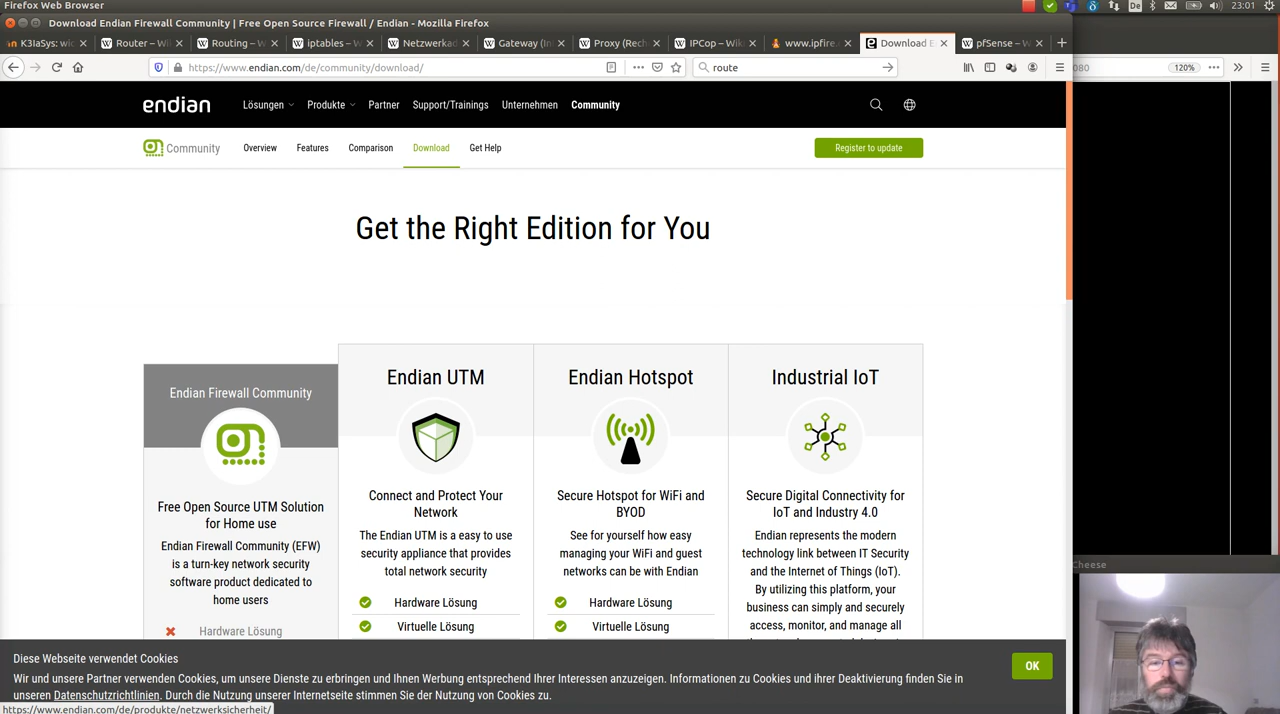 Firefox Web Browser
De
23:01
Download Endian Firewall Community | Free Open Source Firewall / Endian - Mozilla Firefox
K3IaSys: wic
Router – Wi
Routing – W
iptables – W
Netzwerkad
Gateway (In
Proxy (Rech
IPCop – Wik
www.ipfire.
Download E
pfSense – W
https://www.endian.com/de/community/download/
route
080
120%
endian
Lösungen
Produkte
Partner
Support/Trainings
Unternehmen
Community
Community
Overview
Features
Comparison
Download
Get Help
Register to update
Get the Right Edition for You
Endian Firewall Community
Free Open Source UTM Solution
for Home use
Endian Firewall Community (EFW)
is a turn-key network security
software product dedicated to
home users
Hardware Lösung
Endian UTM
Connect and Protect Your
Network
The Endian UTM is a easy to use
security appliance that provides
total network security
Hardware Lösung
Virtuelle Lösung
Endian Hotspot
Secure Hotspot for WiFi and
BYOD
See for yourself how easy
managing your WiFi and guest
networks can be with Endian
Hardware Lösung
Virtuelle Lösung
Industrial IoT
Secure Digital Connectivity for
IoT and Industry 4.0
Endian represents the modern
technology link between IT Security
and the Internet of Things (IoT).
By utilizing this platform, your
business can simply and securely
access, monitor, and manage all
Cheese
Diese Webseite verwendet Cookies
Wir und unsere Partner verwenden Cookies, um unsere Dienste zu erbringen und Ihnen Werbung entsprechend Ihrer Interessen anzuzeigen. Informationen zu Cookies und ihrer Deaktivierung finden Sie in
unseren Datenschutzrichtlinien. Durch die Nutzung unserer Internetseite stimmen Sie der Nutzung von Cookies zu.
OK
https://www.endian.com/de/produkte/netzwerksicherheit/